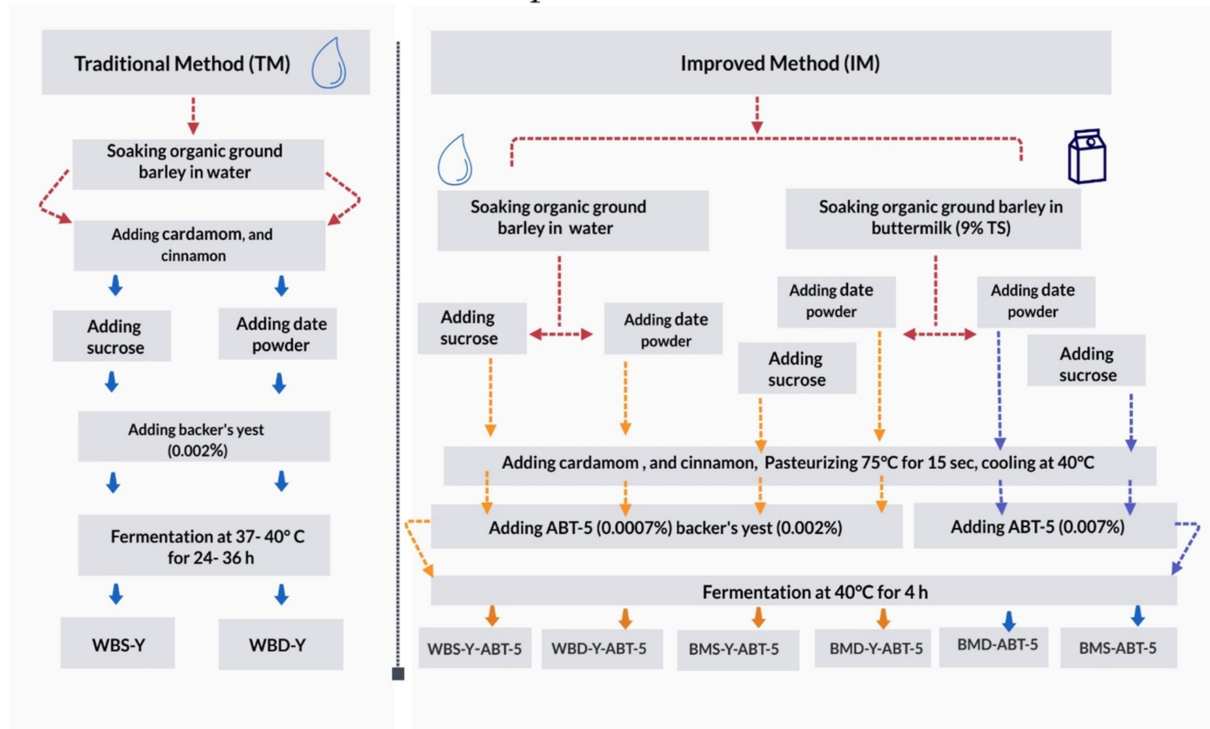 Traditional Method (TM)
Soaking organic ground
barley in water
Adding cardamom, and
cinnamon
Adding
sucrose
Adding date
powder
Adding backer's yest
(0.002%)
Fermentation at 37- 40° C
for 24- 36 h
WBS-Y
WBD-Y
Improved Method (IM)
Soaking organic ground
barley in water
Soaking organic ground barley in
buttermilk (9% TS)
Adding
sucrose
Adding date
powder
Adding date
powder
Adding
sucrose
Adding date
powder
Adding
sucrose
Adding cardamom , and cinnamon, Pasteurizing 75°C for 15 sec, cooling at 40°C
Adding ABT-5 (0.0007%) backer's yest (0.002%)
Adding ABT-5 (0.007%)
Fermentation at 40°C for 4 h
WBS-Y-ABT-5
WBD-Y-ABT-5
BMS-Y-ABT-5
BMD-Y-ABT-5
BMD-ABT-5
BMS-ABT-5